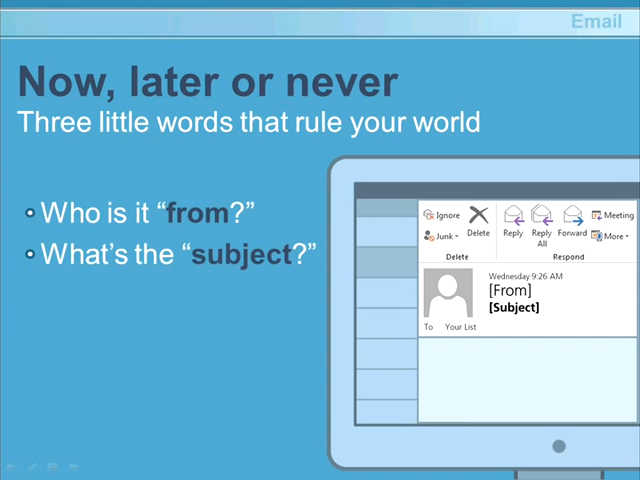 Email
Now, later or never
Three little words that rule your world
• Who is it “from?”
• What’s the “subject?”
Ignore
Junk
Delete
Delete
Reply
Reply All
Forward
Meeting
More
Respond
Wednesday 9:26 AM
[From]
[Subject]
To Your List